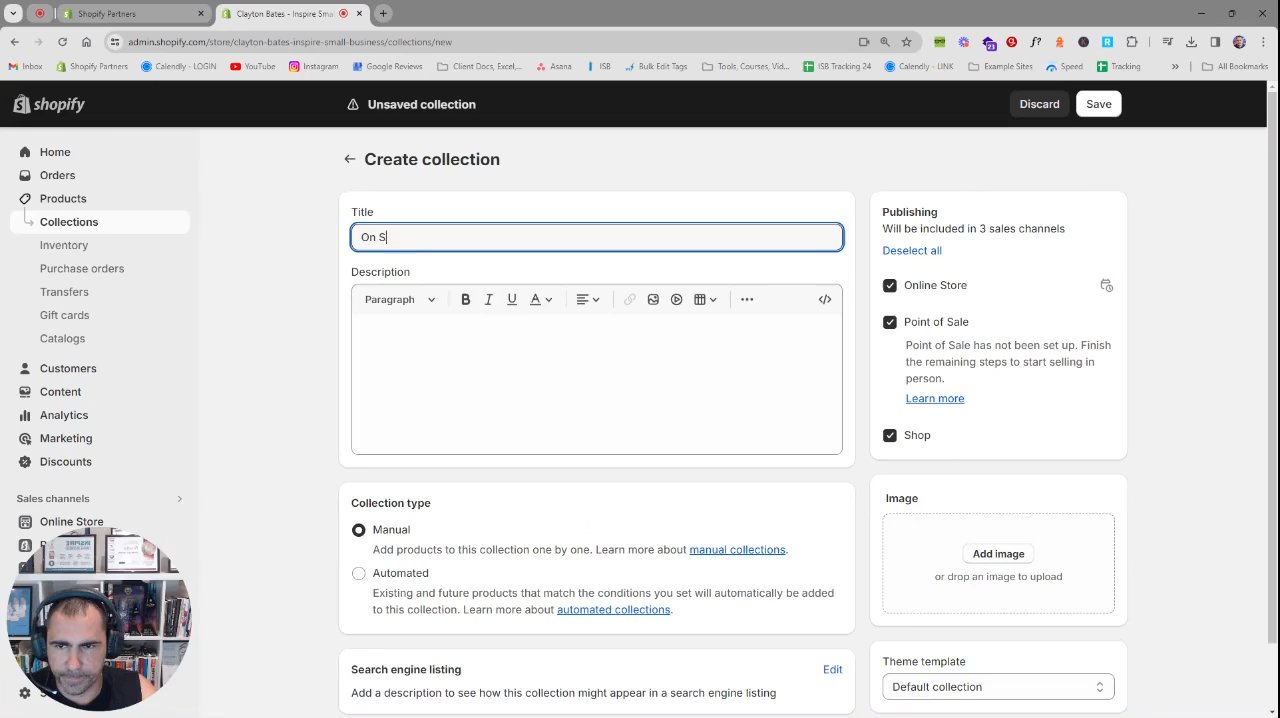 Shopify Partners
Clayton Bates - Inspire Smal
admin.shopify.com/store/clayton-bates-inspire-small-business/collections/new
21
Inbox
Shopify Partners
Calendly - LOGIN
YouTube
Instagram
Google Reviews
Client Docs, Excel,...
Asana
ISB
Bulk Edit Tags
Tools, Courses, Vid...
ISB Tracking 24
Calendly - LINK
Example Sites
Speed
Tracking
All Bookmarks
shopify
Unsaved collection
Discard
Save
Home
Orders
Products
Collections
Inventory
Purchase orders
Transfers
Gift cards
Catalogs
Customers
Content
Analytics
Marketing
Discounts
Sales channels
Online Store
Create collection
Title
On S
Description
Paragraph
Collection type
Manual
Add products to this collection one by one. Learn more about manual collections.
Automated
Existing and future products that match the conditions you set will automatically be added
to this collection. Learn more about automated collections.
Search engine listing
Edit
Add a description to see how this collection might appear in a search engine listing
Publishing
Will be included in 3 sales channels
Deselect all
Online Store
Point of Sale
Point of Sale has not been set up. Finish
the remaining steps to start selling in
person.
Learn more
Shop
Image
Add image
or drop an image to upload
Theme template
Default collection